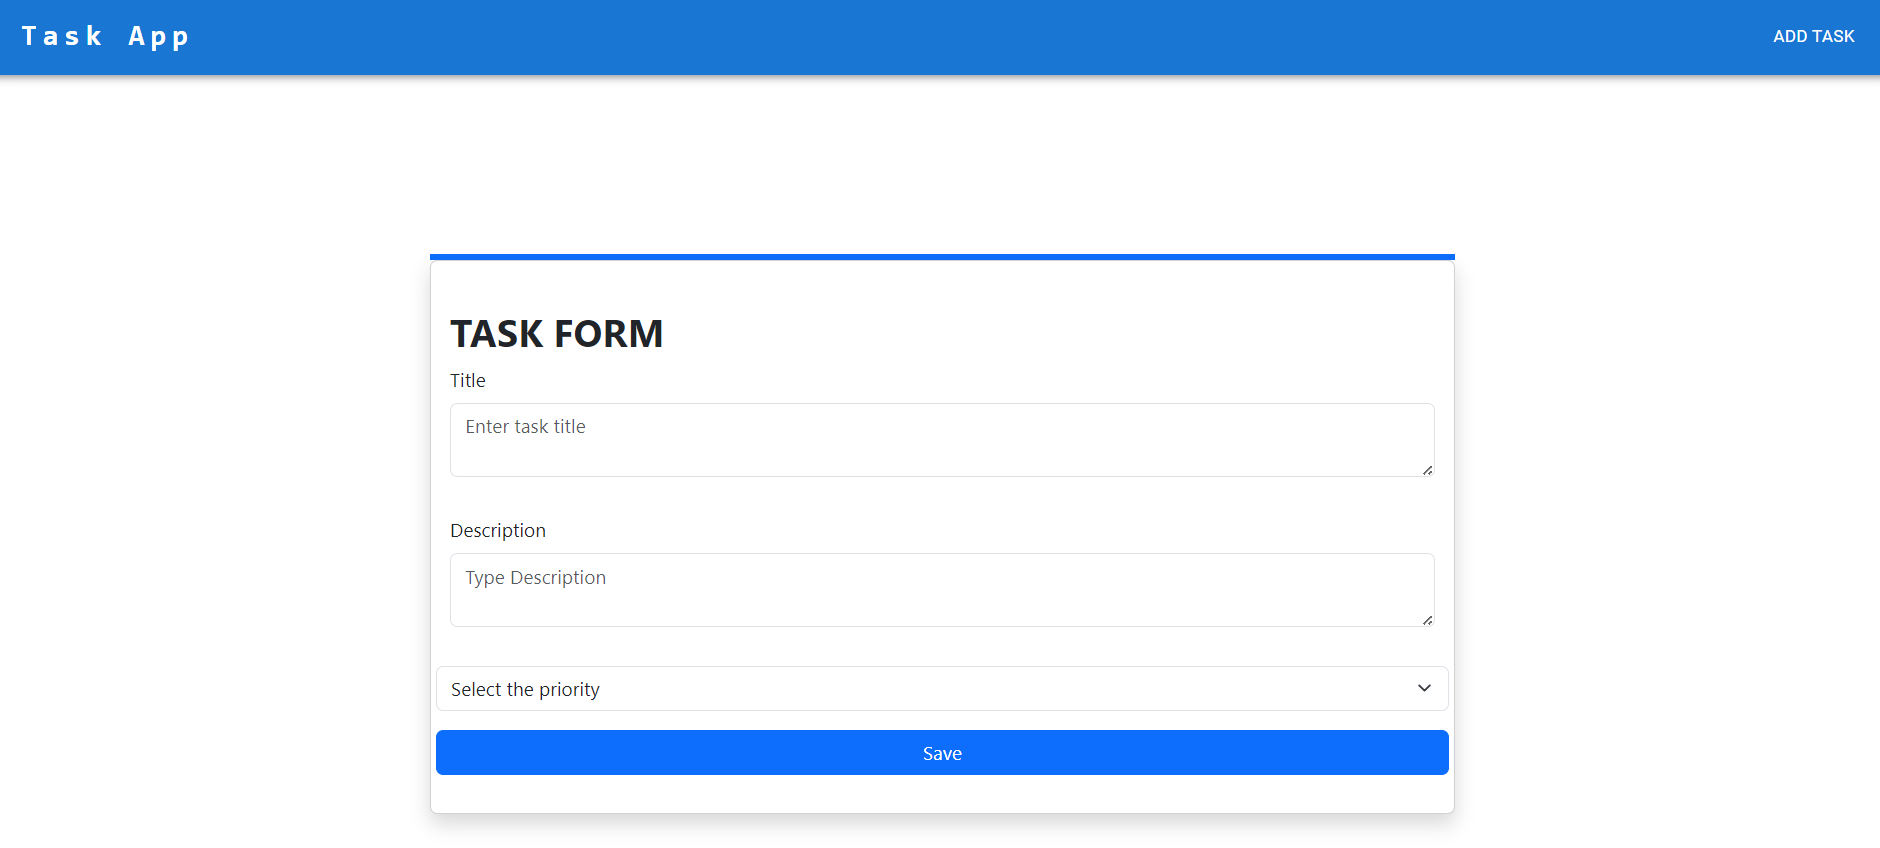 Task App
ADD TASK
TASK FORM
Title
Enter task title
Description
Type Description
Select the priority
Save